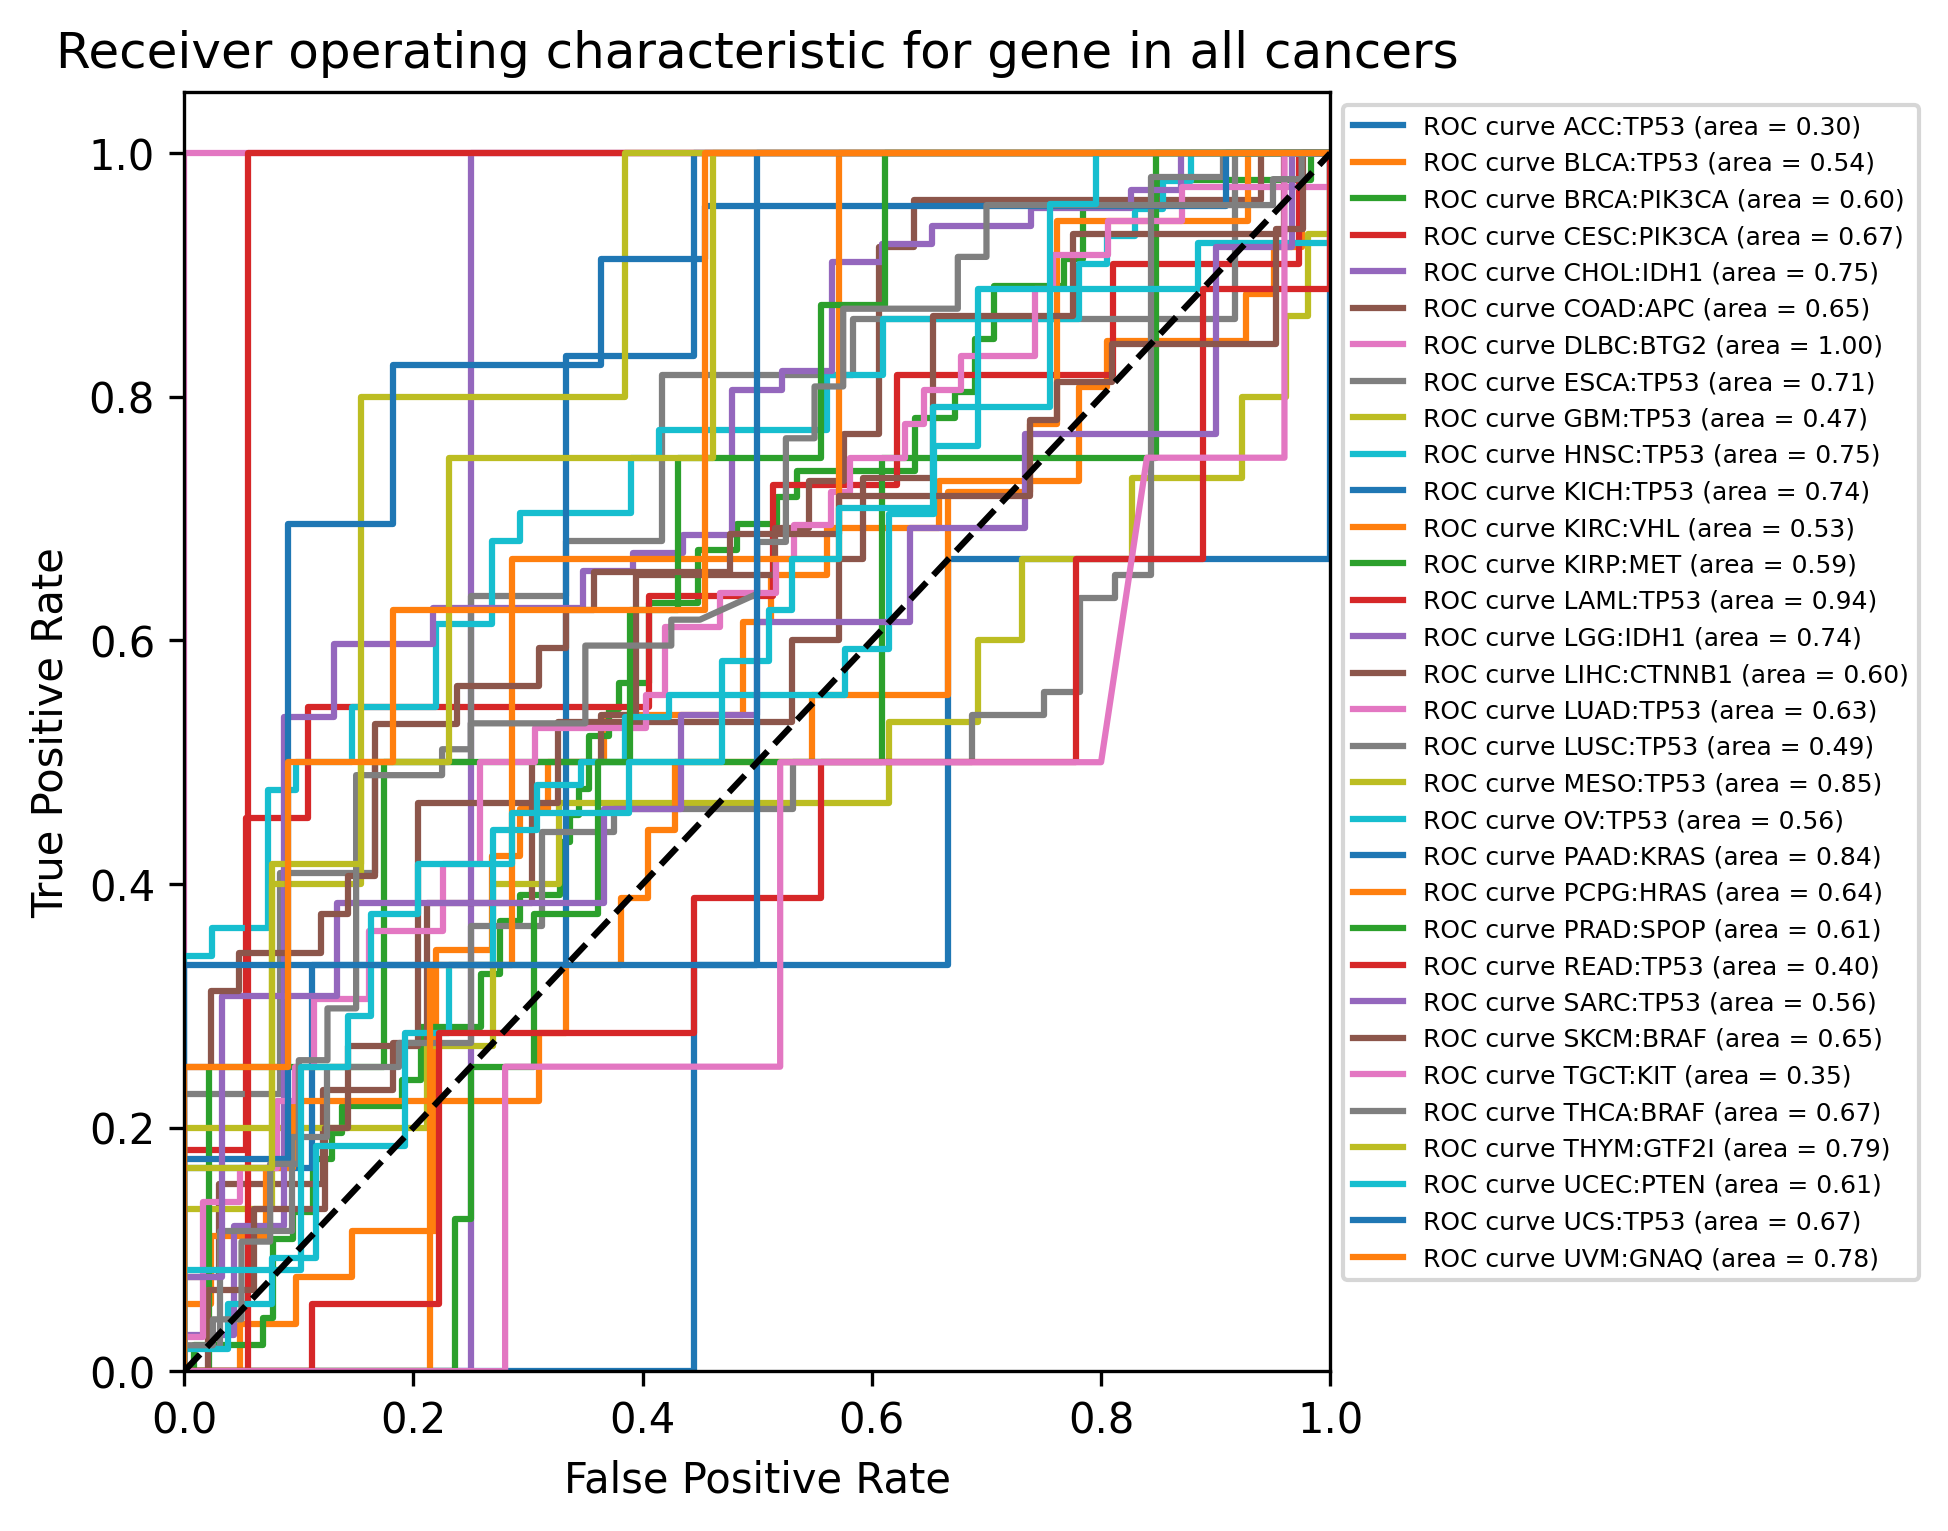 Receiver operating characteristic for gene in all cancers
True Positive Rate
1.0
0.8
0.6
0.4
0.2
0.0
0.0 0.2 0.4 0.6 0.8 1.0
False Positive Rate
ROC curve ACC:TP53 (area = 0.30)
ROC curve BLCA:TP53 (area = 0.54)
ROC curve BRCA:PIK3CA (area = 0.60)
ROC curve CESC:PIK3CA (area = 0.67)
ROC curve CHOL:IDH1 (area = 0.75)
ROC curve COAD:APC (area = 0.65)
ROC curve DLBC:BTG2 (area = 1.00)
ROC curve ESCA:TP53 (area = 0.71)
ROC curve GBM:TP53 (area = 0.47)
ROC curve HNSC:TP53 (area = 0.75)
ROC curve KICH:TP53 (area = 0.74)
ROC curve KIRC:VHL (area = 0.53)
ROC curve KIRP:MET (area = 0.59)
ROC curve LAML:TP53 (area = 0.94)
ROC curve LGG:IDH1 (area = 0.74)
ROC curve LIHC:CTNNB1 (area = 0.60)
ROC curve LUAD:TP53 (area = 0.63)
ROC curve LUSC:TP53 (area = 0.49)
ROC curve MESO:TP53 (area = 0.85)
ROC curve OV:TP53 (area = 0.56)
ROC curve PAAD:KRAS (area = 0.84)
ROC curve PCPG:HRAS (area = 0.64)
ROC curve PRAD:SPOP (area = 0.61)
ROC curve READ:TP53 (area = 0.40)
ROC curve SARC:TP53 (area = 0.56)
ROC curve SKCM:BRAF (area = 0.65)
ROC curve TGCT:KIT (area = 0.35)
ROC curve THCA:BRAF (area = 0.67)
ROC curve THYM:GTF2I (area = 0.79)
ROC curve UCEC:PTEN (area = 0.61)
ROC curve UCS:TP53 (area = 0.67)
ROC curve UVM:GNAQ (area = 0.78)